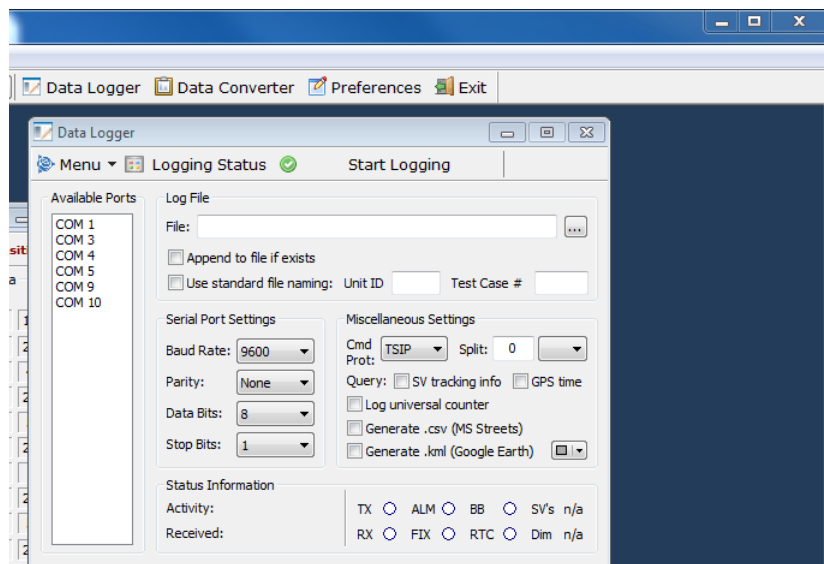 Data Logger Data Converter Preferences Exit
Data Logger
Menu Logging Status Start Logging
Available Ports
COM 1
COM 3
COM 4
COM 5
COM 9
COM 10
Log File
File: ...
Append to file if exists
Use standard file naming: Unit ID Test Case #
Serial Port Settings
Baud Rate: 9600
Parity: None
Data Bits: 8
Stop Bits: 1
Miscellaneous Settings
Cmd Prot: TSIP Split: 0
Query: SV tracking info GPS time
Log universal counter
Generate .csv (MS Streets)
Generate .kml (Google Earth)
Status Information
Activity: TX ALM BB SV's n/a
Received: RX FIX RTC Dim n/a